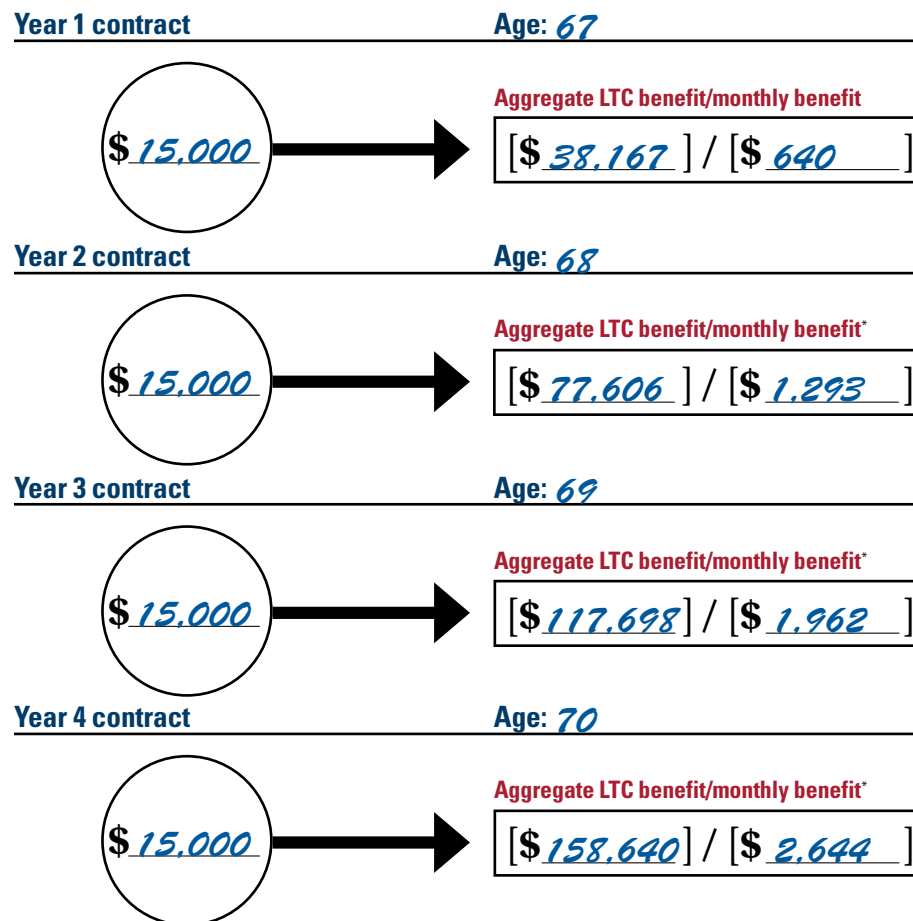 Year 1 contract Age: 67
Aggregate LTC benefit/monthly benefit
$ 15,000 [$ 38,167 ] / [$ 640 ]
Year 2 contract Age: 68
Aggregate LTC benefit/monthly benefit*
$ 15,000 [$ 77,606 ] / [$ 1,293 ]
Year 3 contract Age: 69
Aggregate LTC benefit/monthly benefit*
$ 15,000 [$ 117,698 ] / [$ 1,962 ]
Year 4 contract Age: 70
Aggregate LTC benefit/monthly benefit*
$ 15,000 [$ 158,640 ] / [$ 2,644 ]